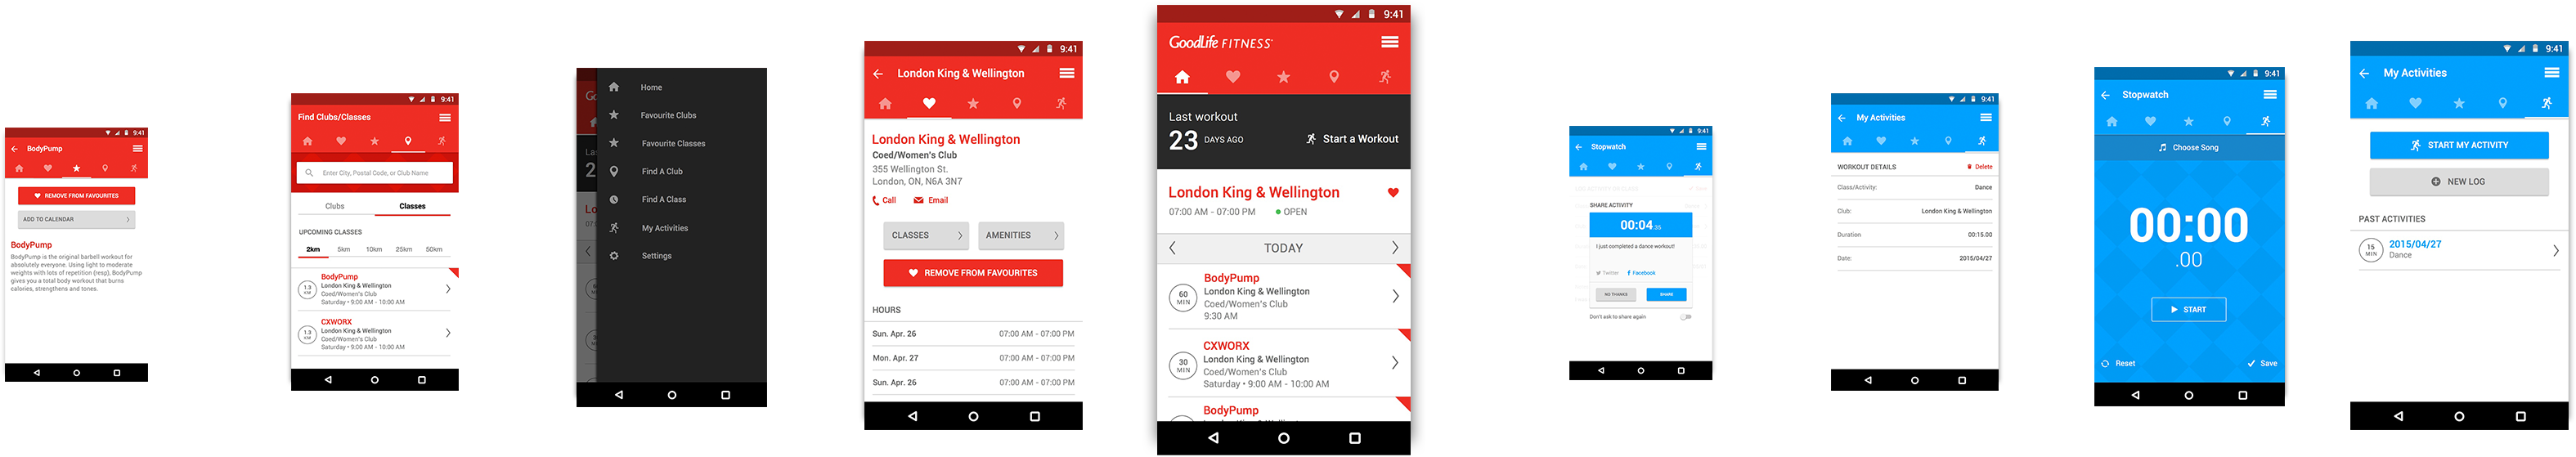 9:41
BodyPump
REMOVE FROM FAVOURITES
ADD TO CALENDAR
BodyPump
BodyPump is the original barbell workout for
absolutely everyone. Using light to moderate
weights with lots of repetition (resp), BodyPump
gives you a total body workout that burns
calories, strengthens and tones.
9:41
Find Clubs/Classes
Enter City, Postal Code, or Club Name
Clubs Classes
UPCOMING CLASSES
2km 5km 10km 25km 50km
BodyPump
1.3 KM
London King & Wellington
Coed/Women's Club
Saturday • 9:00 AM - 10:00 AM
CXWORX
1.3 KM
London King & Wellington
Coed/Women's Club
Saturday • 9:00 AM - 10:00 AM
Home
Favourite Clubs
Favourite Classes
Find A Club
Find A Class
My Activities
Settings
9:41
London King & Wellington
London King & Wellington
Coed/Women's Club
355 Wellington St.
London, ON, N6A 3N7
Call Email
CLASSES AMENITIES
REMOVE FROM FAVOURITES
HOURS
Sun. Apr. 26 07:00 AM - 07:00 PM
Mon. Apr. 27 07:00 AM - 07:00 PM
Sun. Apr. 26 07:00 AM - 07:00 PM
9:41
GoodLife FITNESS
Last workout
23 DAYS AGO Start a Workout
London King & Wellington
07:00 AM - 07:00 PM OPEN
TODAY
BodyPump
60 MIN
London King & Wellington
Coed/Women's Club
9:30 AM
CXWORX
30 MIN
London King & Wellington
Coed/Women's Club
Saturday • 9:00 AM - 10:00 AM
BodyPump
London King & Wellington
9:41
Stopwatch
SHARE ACTIVITY
00:04.35
I just completed a dance workout!
Twitter Facebook
NO THANKS SHARE
Don't ask to share again
9:41
My Activities
WORKOUT DETAILS Delete
Class/Activity: Dance
Club: London King & Wellington
Duration 00:15.00
Date: 2015/04/27
9:41
Stopwatch
Choose Song
00:00
.00
START
Reset Save
9:41
My Activities
START MY ACTIVITY
NEW LOG
PAST ACTIVITIES
15 MIN
2015/04/27
Dance